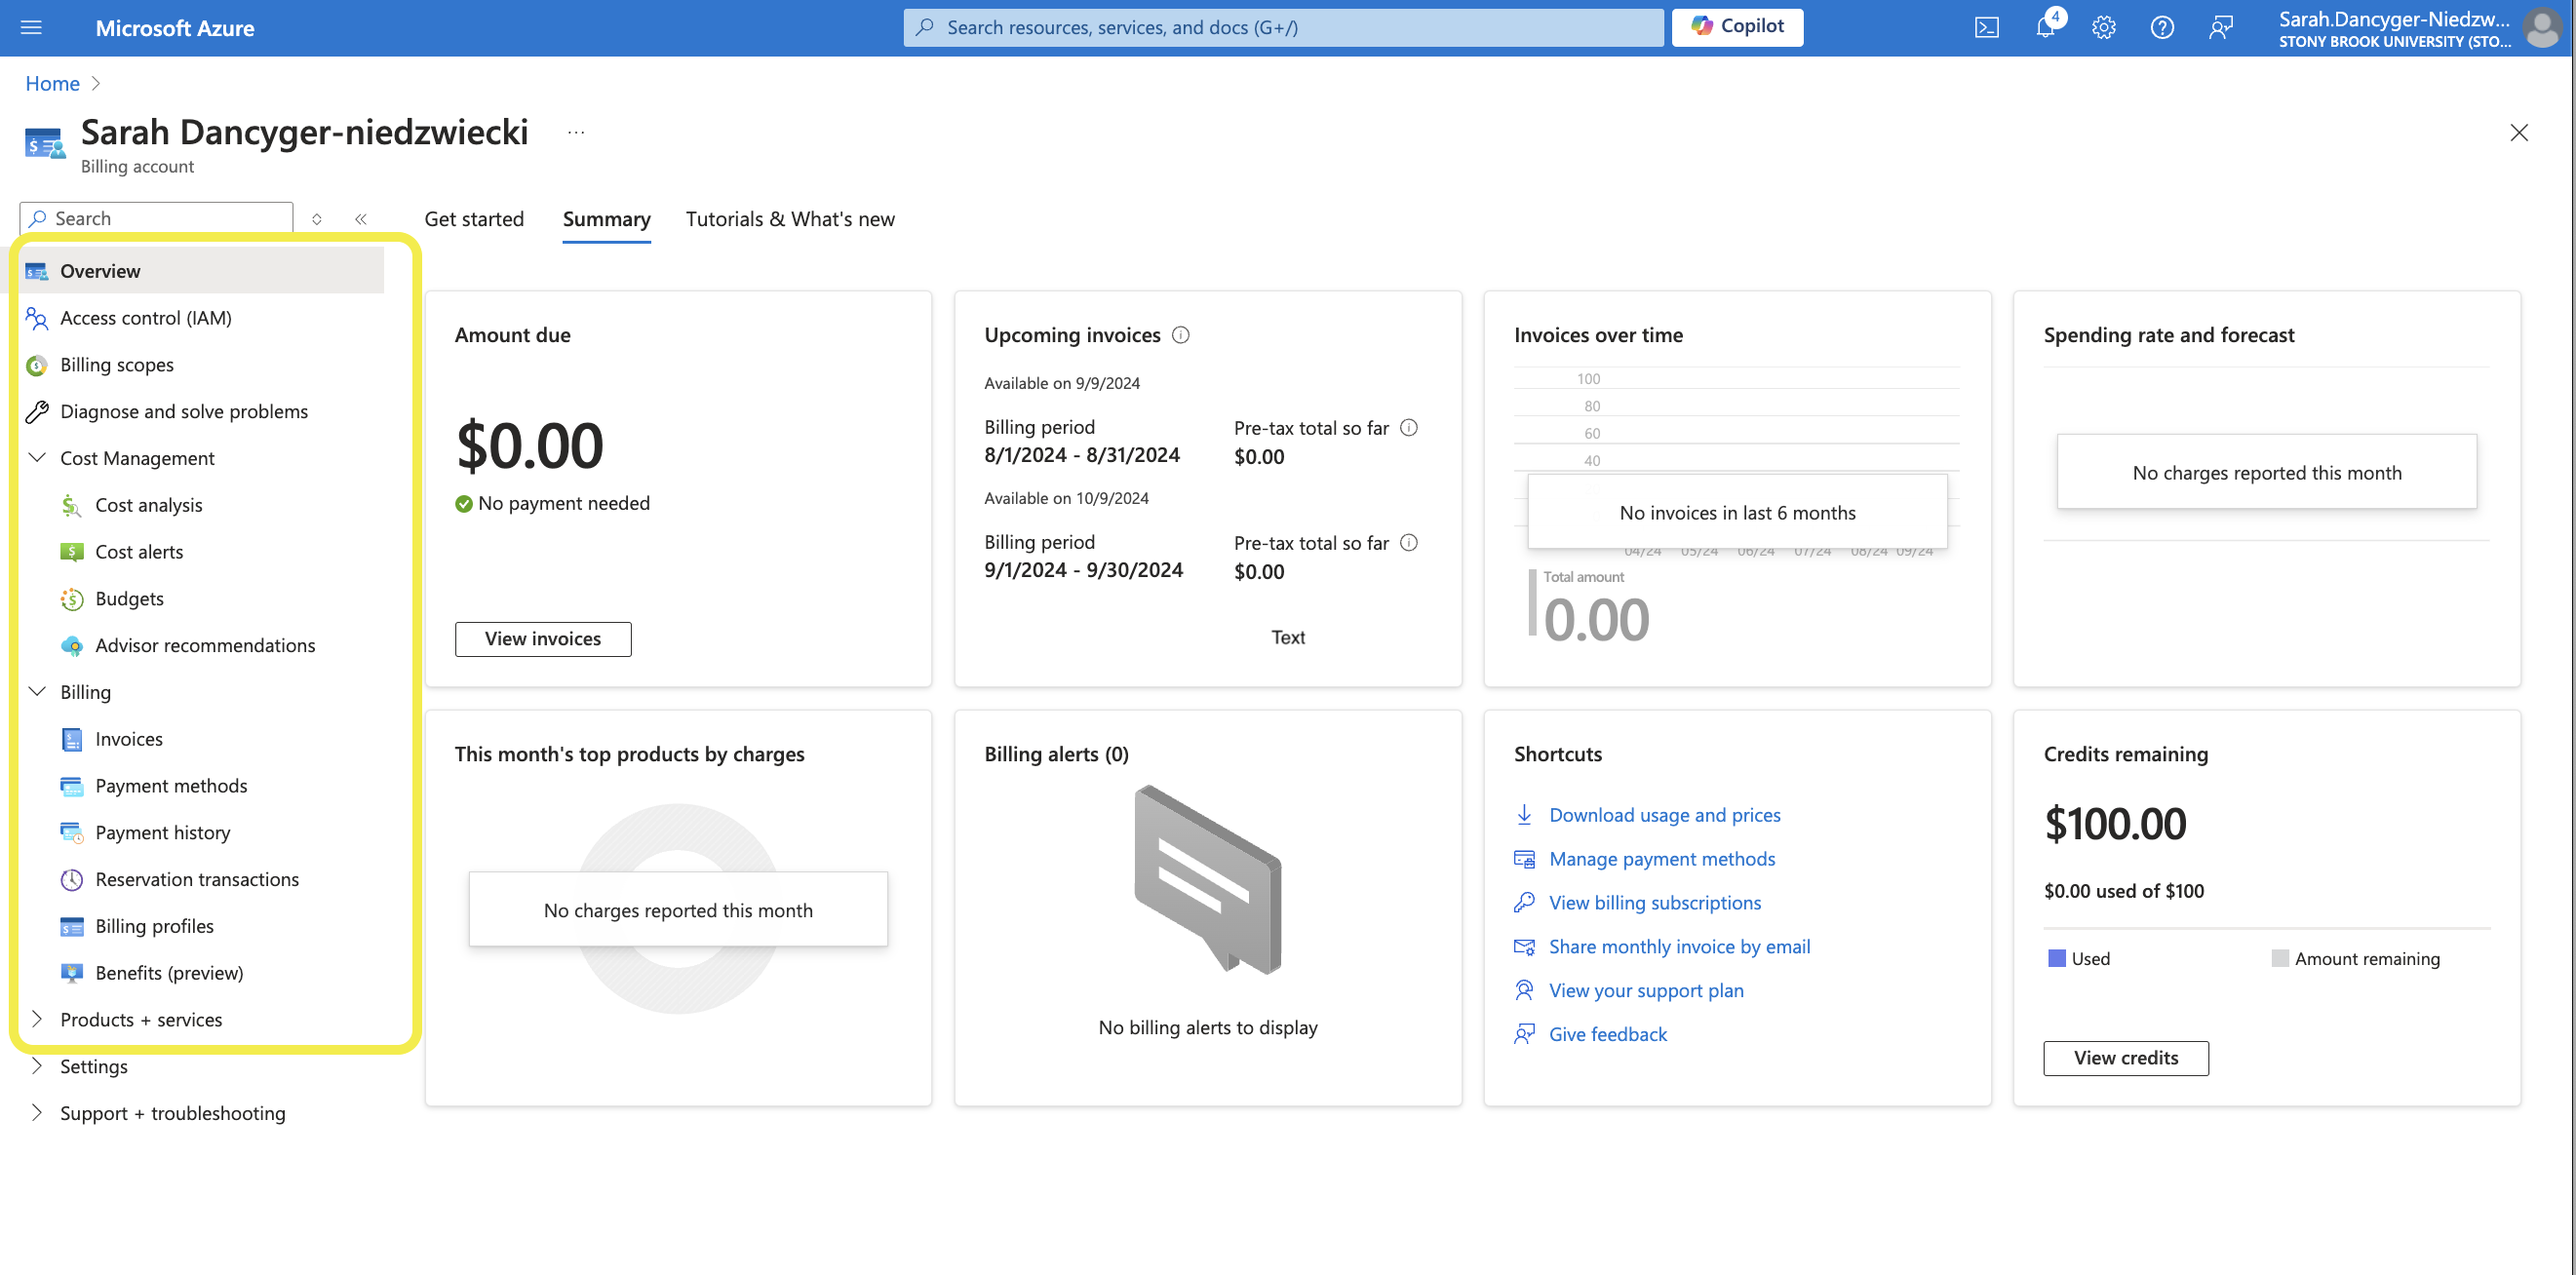 Microsoft Azure
Search resources, services, and docs (G+/)
Copilot
4
Sarah.Dancyger-Niedzw...
STONY BROOK UNIVERSITY (STO...
Home
Sarah Dancyger-niedzwiecki
...
Billing account
Search
Get started
Summary
Tutorials & What's new
Overview
Access control (IAM)
Billing scopes
Diagnose and solve problems
Cost Management
Cost analysis
Cost alerts
Budgets
Advisor recommendations
Billing
Invoices
Payment methods
Payment history
Reservation transactions
Billing profiles
Benefits (preview)
Products + services
Settings
Support + troubleshooting
Amount due
$0.00
No payment needed
View invoices
Upcoming invoices
Available on 9/9/2024
Billing period
Pre-tax total so far
8/1/2024 - 8/31/2024
$0.00
Available on 10/9/2024
Billing period
Pre-tax total so far
9/1/2024 - 9/30/2024
$0.00
Text
Invoices over time
100
80
60
40
No invoices in last 6 months
04/24 05/24 06/24 07/24 08/24 09/24
Total amount
0.00
Spending rate and forecast
No charges reported this month
This month's top products by charges
No charges reported this month
Billing alerts (0)
No billing alerts to display
Shortcuts
Download usage and prices
Manage payment methods
View billing subscriptions
Share monthly invoice by email
View your support plan
Give feedback
Credits remaining
$100.00
$0.00 used of $100
Used
Amount remaining
View credits